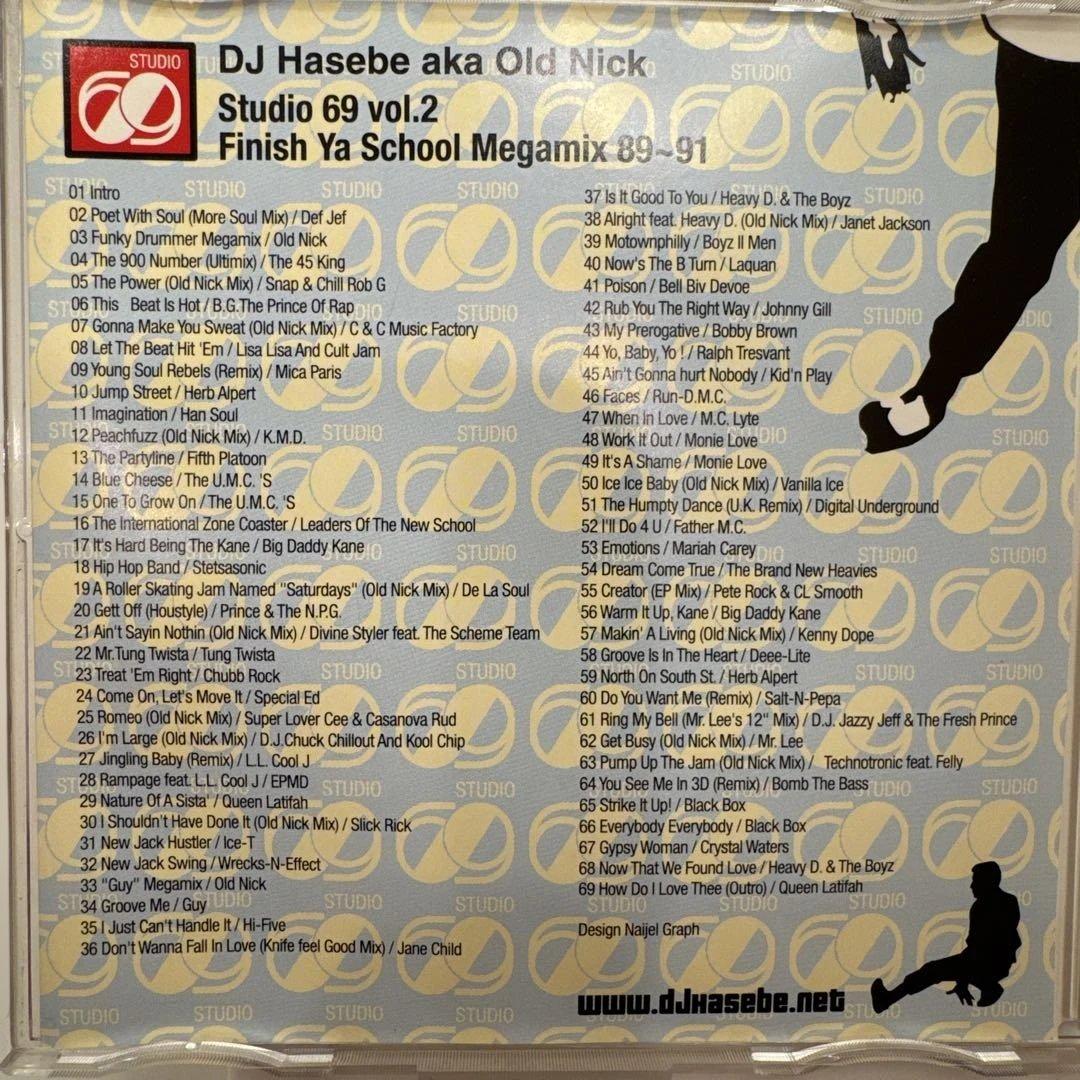 STUDIO
69
DJ Hasebe aka Old Nick
Studio 69 vol.2
Finish Ya School Megamix 89~91
01 Intro
02 Poet With Soul (More Soul Mix) / Def Jef
03 Funky Drummer Megamix / Old Nick
04 The 900 Number (Ultimix) / The 45 King
05 The Power (Old Nick Mix) / Snap & Chill Rob G
06 This Beat Is Hot / B.G.The Prince Of Rap
07 Gonna Make You Sweat (Old Nick Mix) / C & C Music Factory
08 Let The Beat Hit 'Em / Lisa Lisa And Cult Jam
09 Young Soul Rebels (Remix) / Mica Paris
10 Jump Street / Herb Alpert
11 Imagination / Han Soul
12 Peachfuzz (Old Nick Mix) / K.M.D.
13 The Partyline / Fifth Platoon
14 Blue Cheese / The U.M.C. 'S
15 One To Grow On / The U.M.C. 'S
16 The International Zone Coaster / Leaders Of The New School
17 It's Hard Being The Kane / Big Daddy Kane
18 Hip Hop Band / Stetsasonic
19 A Roller Skating Jam Named "Saturdays" (Old Nick Mix) / De La Soul
20 Gett Off (Houstyle) / Prince & The N.P.G.
21 Ain't Sayin Nothin (Old Nick Mix) / Divine Styler feat. The Scheme Team
22 Mr.Tung Twista / Tung Twista
23 Treat 'Em Right / Chubb Rock
24 Come On, Let's Move It / Special Ed
25 Romeo (Old Nick Mix) / Super Lover Cee & Casanova Rud
26 I'm Large (Old Nick Mix) / D.J.Chuck Chillout And Kool Chip
27 Jingling Baby (Remix) / L.L. Cool J
28 Rampage feat. L.L. Cool J / EPMD
29 Nature Of A Sista' / Queen Latifah
30 I Shouldn't Have Done It (Old Nick Mix) / Slick Rick
31 New Jack Hustler / Ice-T
32 New Jack Swing / Wrecks-N-Effect
33 "Guy" Megamix / Old Nick
34 Groove Me / Guy
35 I Just Can't Handle It / Hi-Five
36 Don't Wanna Fall In Love (Knife feel Good Mix) / Jane Child
37 Is It Good To You / Heavy D. & The Boyz
38 Alright feat. Heavy D. (Old Nick Mix) / Janet Jackson
39 Motownphilly / Boyz II Men
40 Now's The B Turn / Laquan
41 Poison / Bell Biv Devoe
42 Rub You The Right Way / Johnny Gill
43 My Prerogative / Bobby Brown
44 Yo, Baby, Yo ! / Ralph Tresvant
45 Ain't Gonna hurt Nobody / Kid'n Play
46 Faces / Run-D.M.C.
47 When In Love / M.C. Lyte
48 Work It Out / Monie Love
49 It's A Shame / Monie Love
50 Ice Ice Baby (Old Nick Mix) / Vanilla Ice
51 The Humpty Dance (U.K. Remix) / Digital Underground
52 I'll Do 4 U / Father M.C.
53 Emotions / Mariah Carey
54 Dream Come True / The Brand New Heavies
55 Creator (EP Mix) / Pete Rock & CL Smooth
56 Warm It Up, Kane / Big Daddy Kane
57 Makin' A Living (Old Nick Mix) / Kenny Dope
58 Groove Is In The Heart / Deee-Lite
59 North On South St. / Herb Alpert
60 Do You Want Me (Remix) / Salt-N-Pepa
61 Ring My Bell (Mr. Lee's 12" Mix) / D.J. Jazzy Jeff & The Fresh Prince
62 Get Busy (Old Nick Mix) / Mr. Lee
63 Pump Up The Jam (Old Nick Mix) / Technotronic feat. Felly
64 You See Me In 3D (Remix) / Bomb The Bass
65 Strike It Up! / Black Box
66 Everybody Everybody / Black Box
67 Gypsy Woman / Crystal Waters
68 Now That We Found Love / Heavy D. & The Boyz
69 How Do I Love Thee (Outro) / Queen Latifah
Design Naijel Graph
www.djHasebe.net